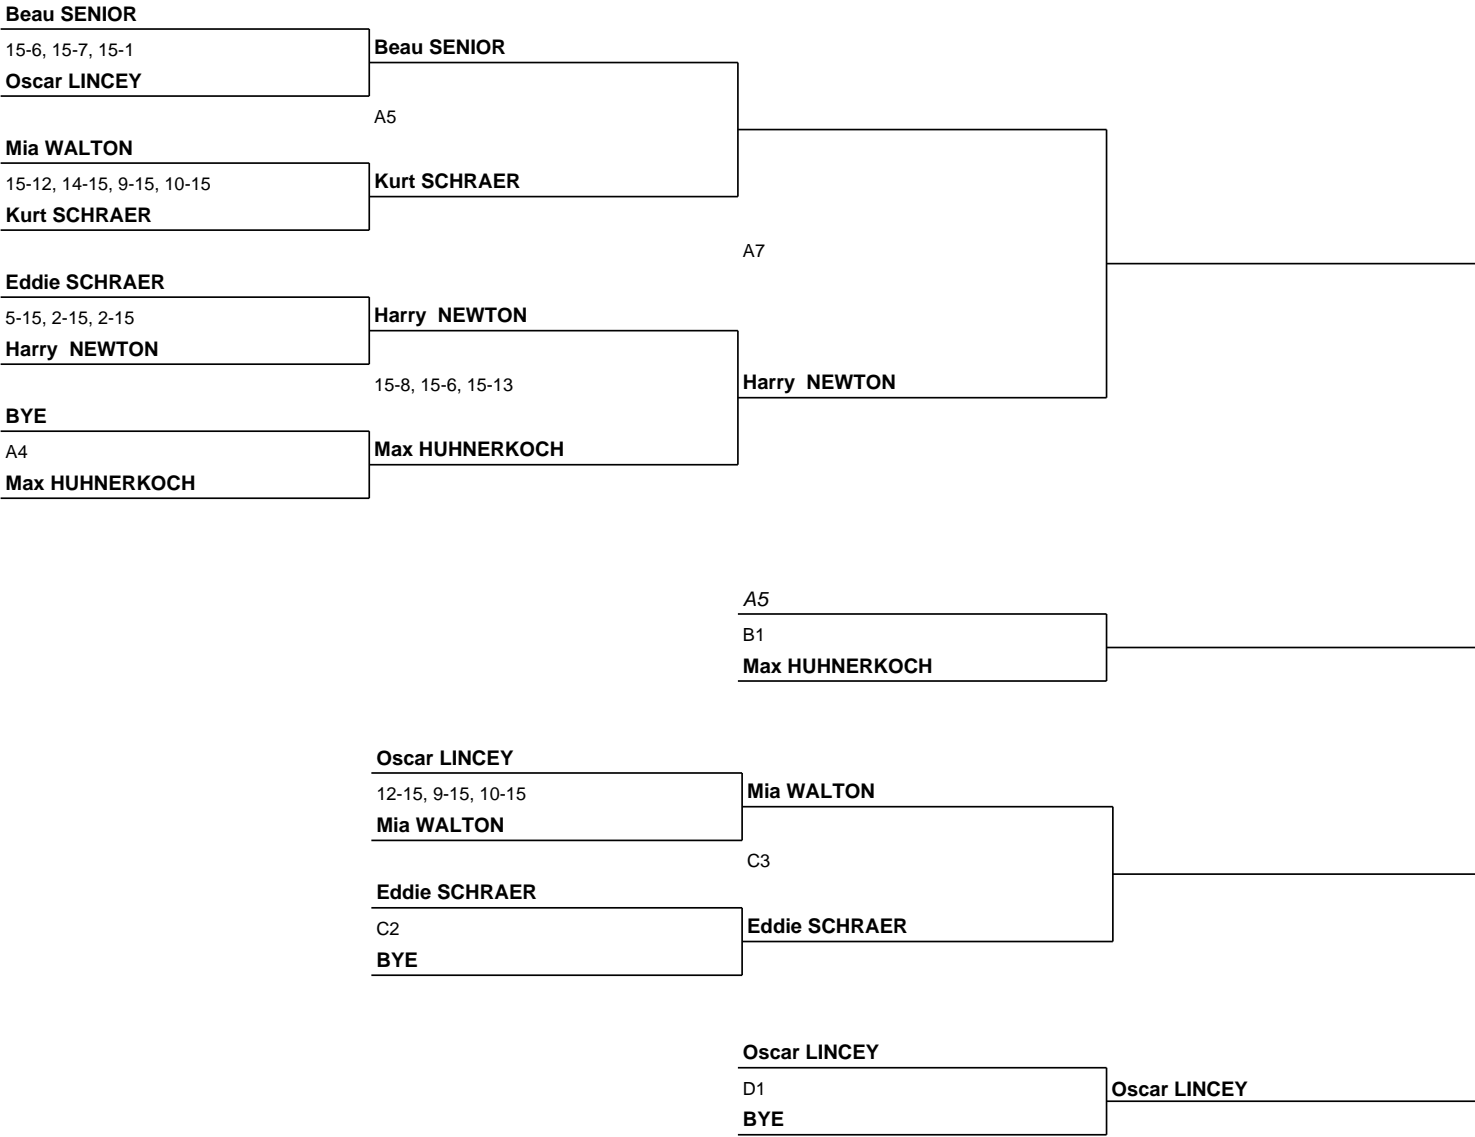 Beau SENIOR
15-6, 15-7, 15-1
Oscar LINCEY
Beau SENIOR
A5
Mia WALTON
15-12, 14-15, 9-15, 10-15
Kurt SCHRAER
Kurt SCHRAER
A7
Eddie SCHRAER
5-15, 2-15, 2-15
Harry  NEWTON
Harry  NEWTON
15-8, 15-6, 15-13
Harry  NEWTON
BYE
A4
Max HUHNERKOCH
Max HUHNERKOCH
A5
B1
Max HUHNERKOCH
Oscar LINCEY
12-15, 9-15, 10-15
Mia WALTON
Mia WALTON
C3
Eddie SCHRAER
C2
BYE
Eddie SCHRAER
Oscar LINCEY
D1
BYE
Oscar LINCEY